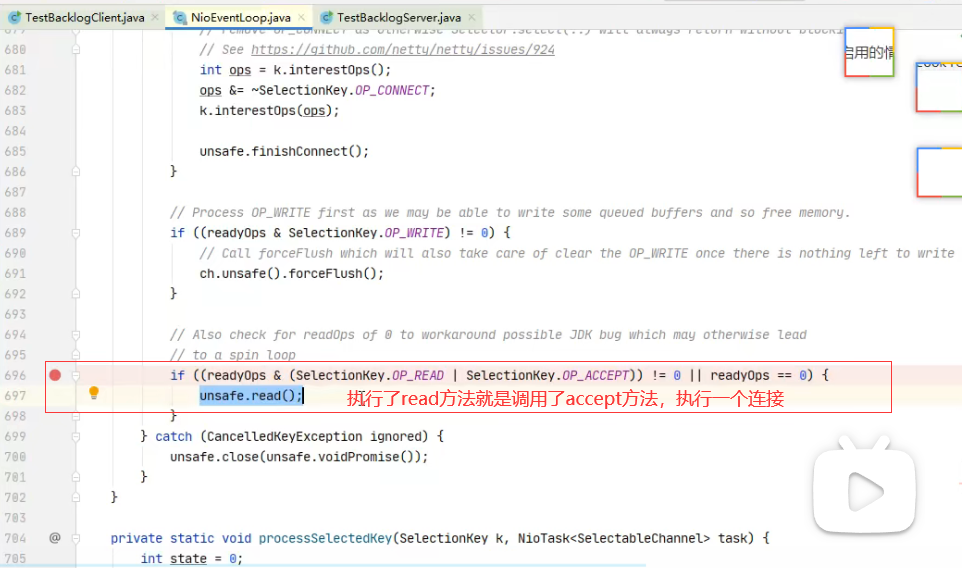 TestBacklogClient.java × NioEventLoop.java × TestBacklogServer.java ×
679 // remove OP_CONNECT as otherwise Selector.select(..) will always return without
680 // See https://github.com/netty/netty/issues/924
681 int ops = k.interestOps();
682 ops &= ~SelectionKey.OP_CONNECT;
683 k.interestOps(ops);
684
685 unsafe.finishConnect();
686 }
687
688 // Process OP_WRITE first as we may be able to write some queued buffers and so free memory.
689 if ((readyOps & SelectionKey.OP_WRITE) != 0) {
690 // Call forceFlush which will also take care of clear the OP_WRITE once there is nothing left to write
691 ch.unsafe().forceFlush();
692 }
693
694 // Also check for readOps of 0 to workaround possible JDK bug which may otherwise lead
695 // to a spin loop
696 if ((readyOps & (SelectionKey.OP_READ | SelectionKey.OP_ACCEPT)) != 0 || readyOps == 0) {
697 unsafe.read(); 执行了read方法就是调用了accept方法，执行一个连接
698 }
699 } catch (CancelledKeyException ignored) {
700 unsafe.close(unsafe.voidPromise());
701 }
702 }
703
704 @ private static void processSelectedKey(SelectionKey k, NioTask<SelectableChannel> task) {
705 int state = 0;
启用的情